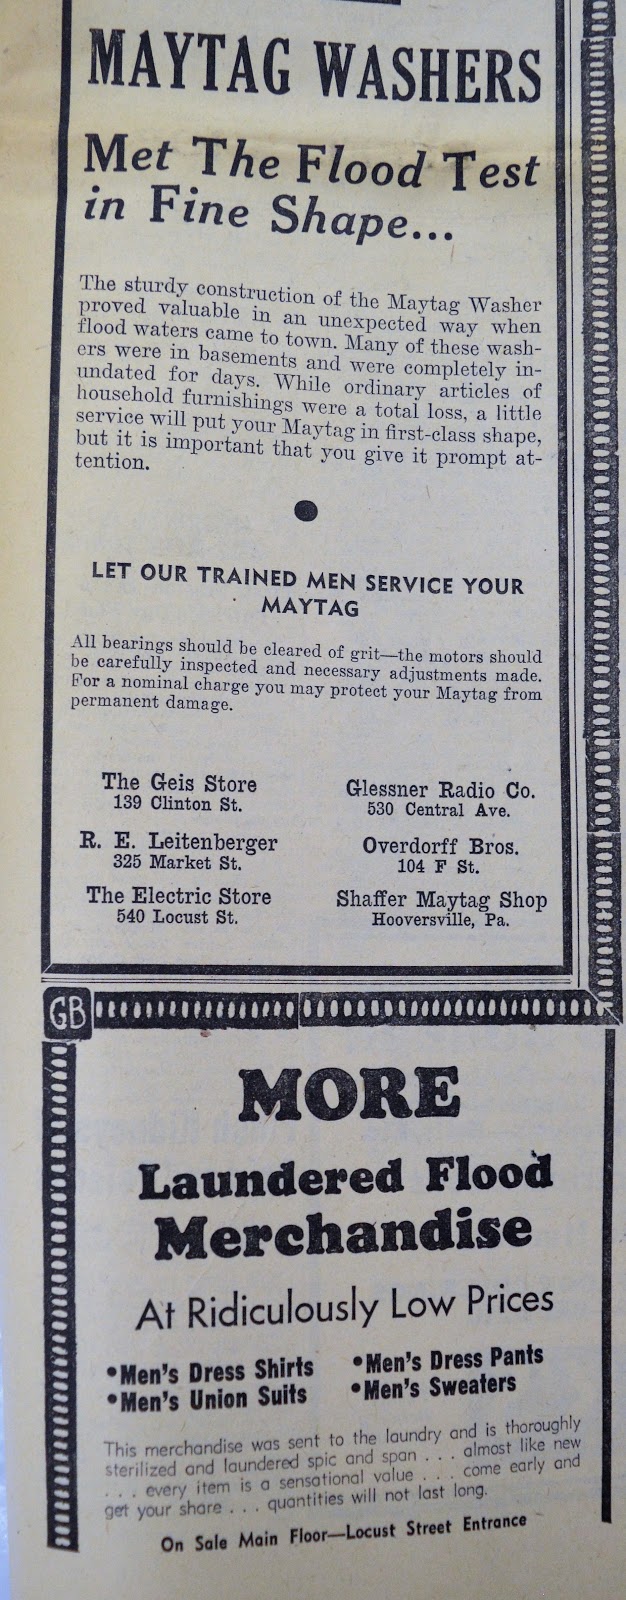 MAYTAG WASHERS
Met The Flood Test
in Fine Shape...
The sturdy construction of the Maytag Washer
proved valuable in an unexpected way when
flood waters came to town. Many of these wash-
ers were in basements and were completely in-
undated for days. While ordinary articles of
household furnishings were a total loss, a little
service will put your Maytag in first-class shape,
but it is important that you give it prompt at-
tention.
LET OUR TRAINED MEN SERVICE YOUR
MAYTAG
All bearings should be cleared of grit—the motors should
be carefully inspected and necessary adjustments made.
For a nominal charge you may protect your Maytag from
permanent damage.
The Geis Store
139 Clinton St.
Glessner Radio Co.
530 Central Ave.
R. E. Leitenberger
325 Market St.
Overdorff Bros.
104 F St.
The Electric Store
540 Locust St.
Shaffer Maytag Shop
Hooversville, Pa.
GB
MORE
Laundered Flood
Merchandise
At Ridiculously Low Prices
•Men's Dress Shirts
•Men's Dress Pants
•Men's Union Suits
•Men's Sweaters
This merchandise was sent to the laundry and is thoroughly
sterilized and laundered spic and span . . . almost like new
. . . every item is a sensational value . . . come early and
get your share . . . quantities will not last long.
On Sale Main Floor—Locust Street Entrance